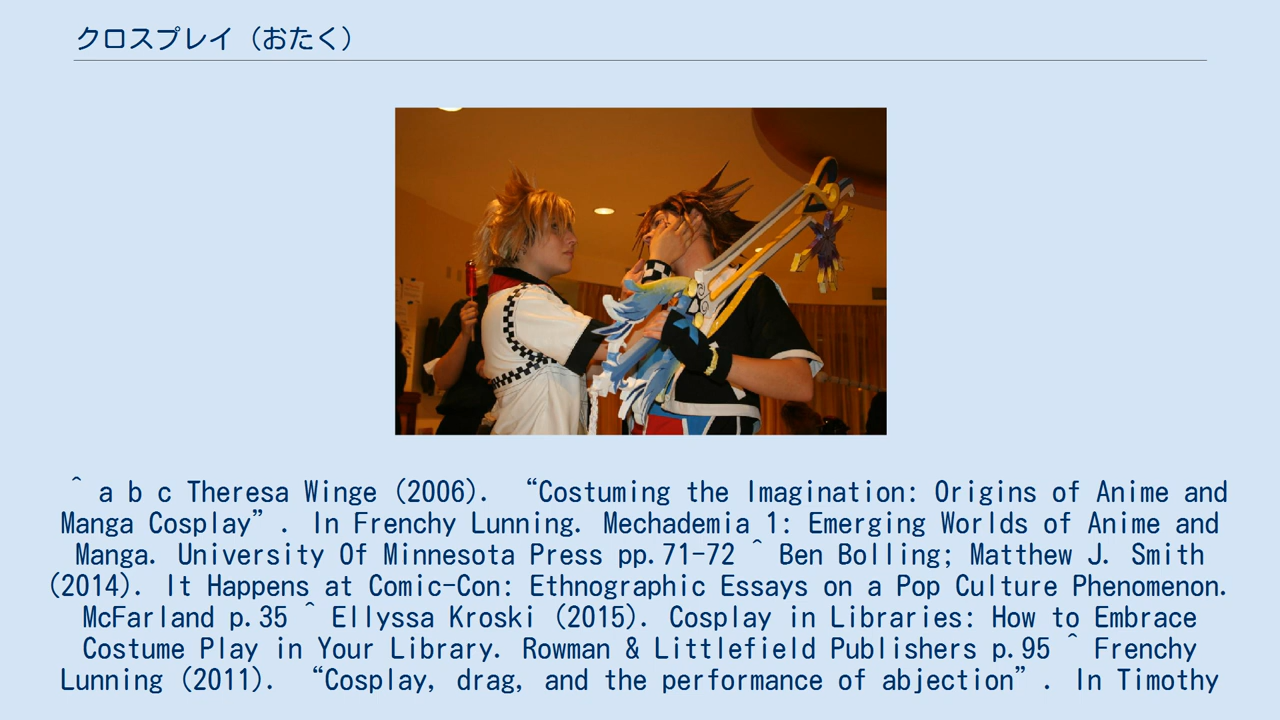 クロスプレイ（おたく）
^ a b c Theresa Winge (2006). “Costuming the Imagination: Origins of Anime and
Manga Cosplay”. In Frenchy Lunning. Mechademia 1: Emerging Worlds of Anime and
Manga. University Of Minnesota Press pp.71-72 ^ Ben Bolling; Matthew J. Smith
(2014). It Happens at Comic-Con: Ethnographic Essays on a Pop Culture Phenomenon.
McFarland p.35 ^ Ellyssa Kroski (2015). Cosplay in Libraries: How to Embrace
Costume Play in Your Library. Rowman & Littlefield Publishers p.95 ^ Frenchy
Lunning (2011). “Cosplay, drag, and the performance of abjection”. In Timothy